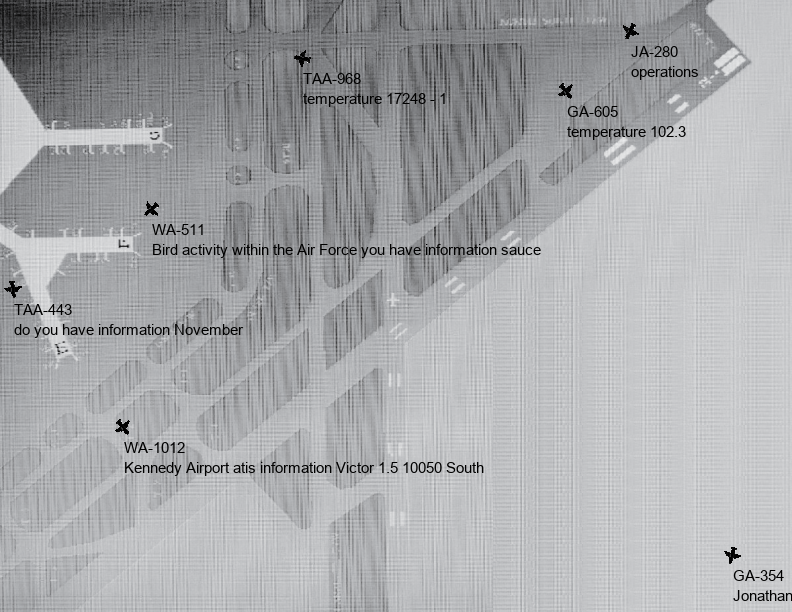 JA-280
operations
TAA-968
temperature 17248 - 1
GA-605
temperature 102.3
WA-511
Bird activity within the Air Force you have information sauce
TAA-443
do you have information November
WA-1012
Kennedy Airport atis information Victor 1.5 10050 South
GA-354
Jonathan